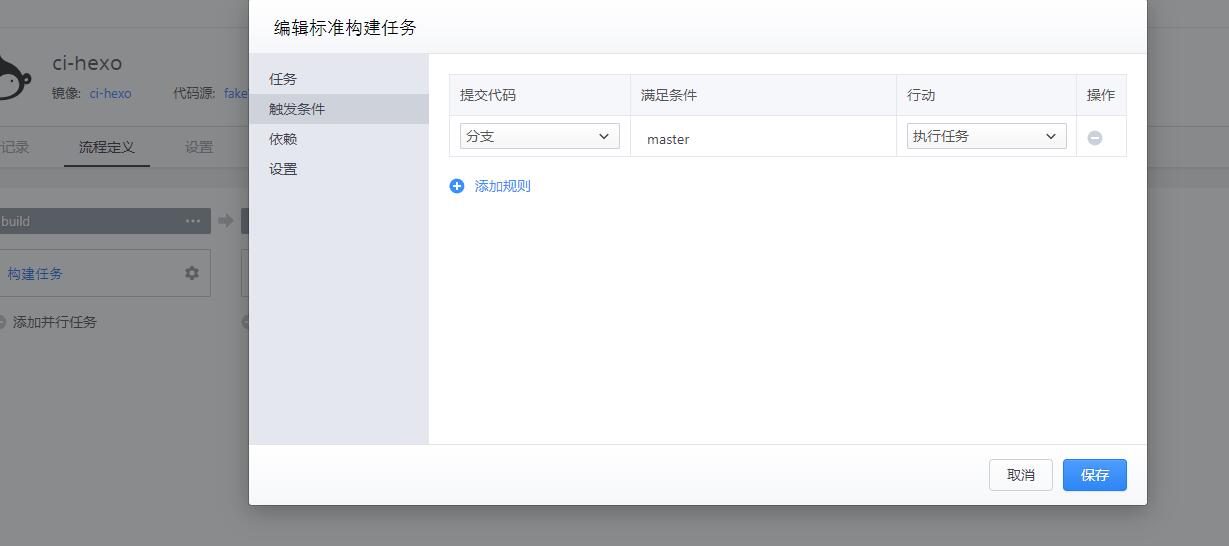 编辑标准构建任务
ci-hexo
镜像: ci-hexo 代码源: fake
记录 流程定义 设置
build
构建任务
添加并行任务
任务
触发条件
依赖
设置
提交代码 满足条件 行动 操作
分支 master 执行任务
添加规则
取消 保存